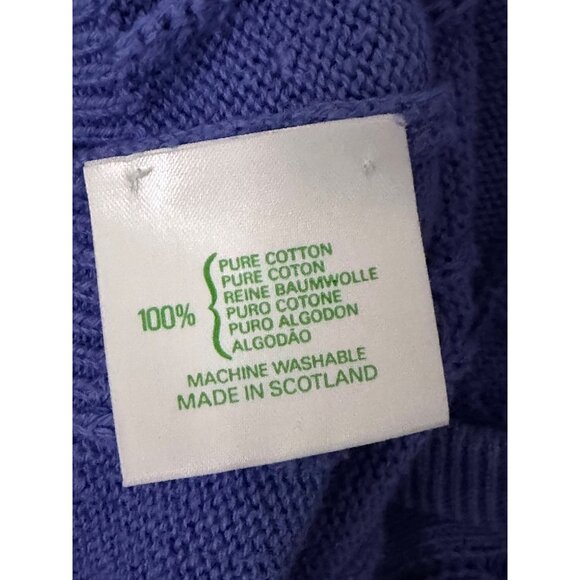 100%
PURE COTTON
PURE COTON
REINE BAUMWOLLE
PURO COTONE
PURO ALGODON
ALGODÃO
MACHINE WASHABLE
MADE IN SCOTLAND